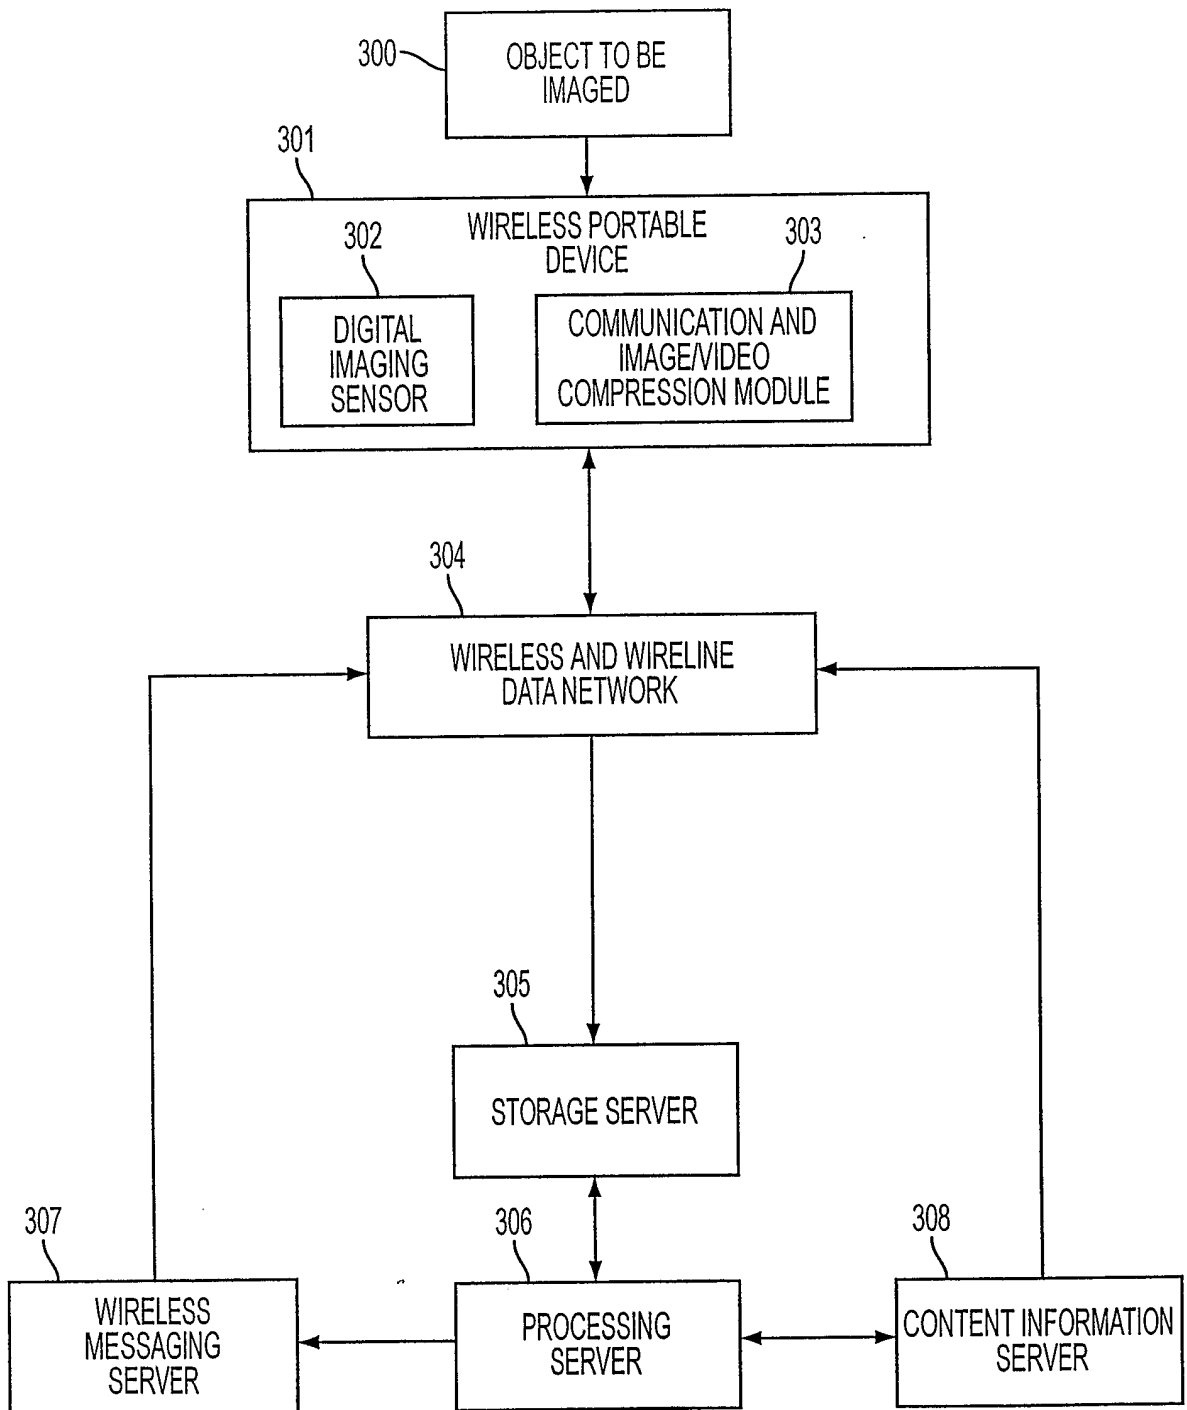 300
OBJECT TO BE
IMAGED
301
WIRELESS PORTABLE
DEVICE
302
303
DIGITAL
IMAGING
SENSOR
COMMUNICATION AND
IMAGE/VIDEO
COMPRESSION MODULE
304
WIRELESS AND WIRELINE
DATA NETWORK
305
STORAGE SERVER
307
306
308
WIRELESS
MESSAGING
SERVER
PROCESSING
SERVER
CONTENT INFORMATION
SERVER